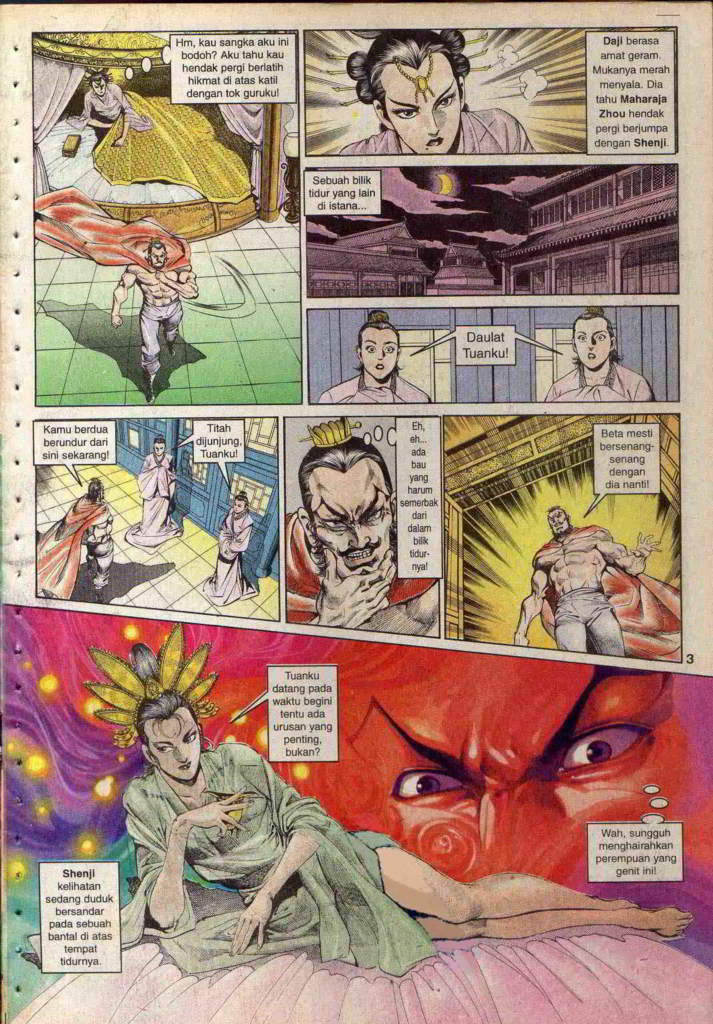 Hm, kau sangka aku ini
bodoh? Aku tahu kau
hendak pergi berlatih
hikmat di atas katil
dengan tok guruku!
Daji berasa
amat geram.
Mukanya merah
menyala. Dia
tahu Maharaja
Zhou hendak
pergi berjumpa
dengan Shenji.
Sebuah bilik
tidur yang lain
di istana...
Daulat
Tuanku!
Kamu berdua
berundur dari
sini sekarang!
Titah
dijunjung,
Tuanku!
Eh,
eh...
ada
bau
yang
harum
semerbak
dari
dalam
bilik
tidur-
nya!
Beta mesti
bersenang-
senang
dengan
dia nanti!
3
Tuanku
datang pada
waktu begini
tentu ada
urusan yang
penting,
bukan?
Wah, sungguh
menghairahkan
perempuan yang
genit ini!
Shenji
kelihatan
sedang duduk
bersandar
pada sebuah
bantal di atas
tempat
tidurnya.